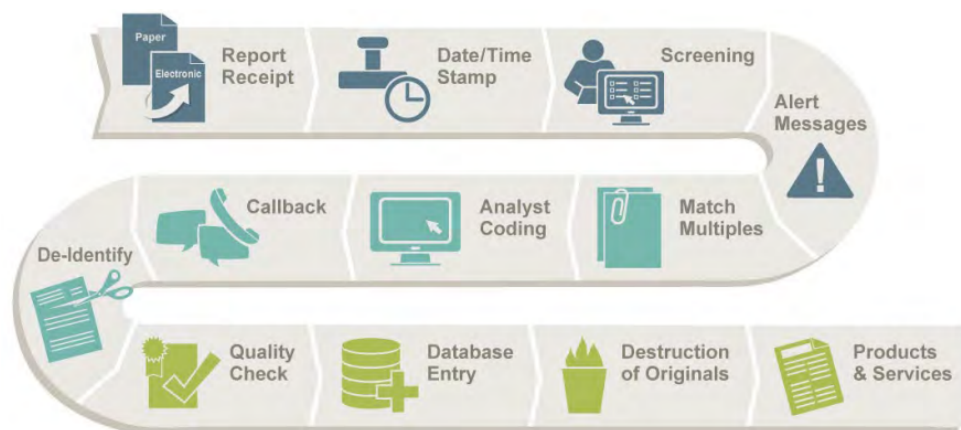 Paper
Electronic
Report
Receipt
Date/Time
Stamp
Screening
Alert
Messages
Match
Multiples
Analyst
Coding
Callback
De-Identify
Quality
Check
Database
Entry
Destruction
of Originals
Products
& Services